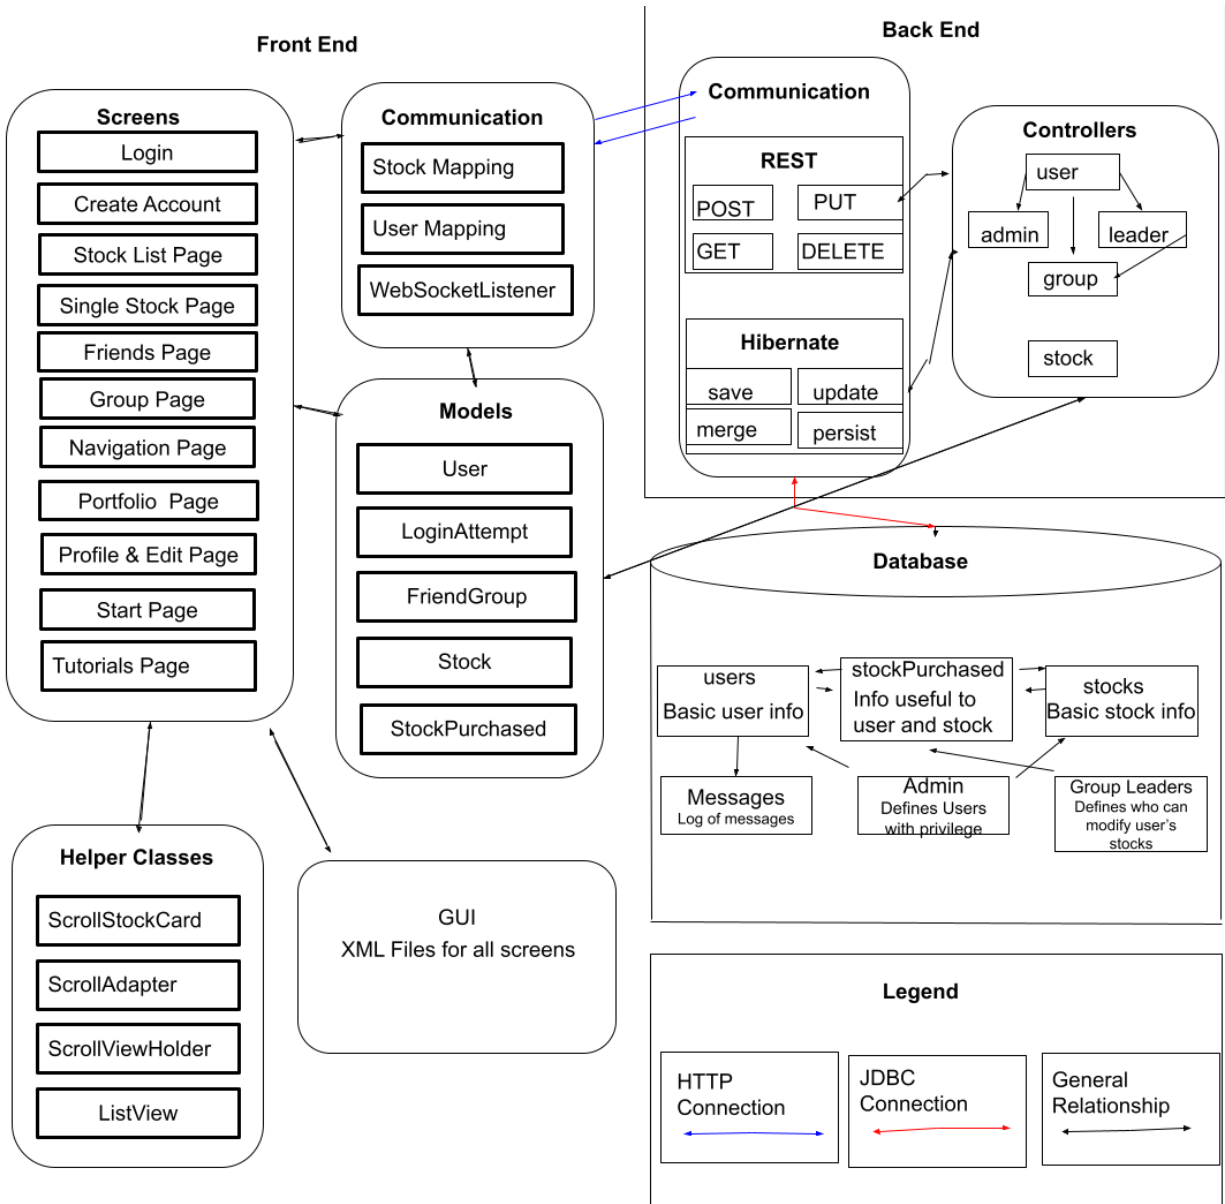 Front End
Screens
Login
Create Account
Stock List Page
Single Stock Page
Friends Page
Group Page
Navigation Page
Portfolio Page
Profile & Edit Page
Start Page
Tutorials Page
Communication
Stock Mapping
User Mapping
WebSocketListener
Models
User
LoginAttempt
FriendGroup
Stock
StockPurchased
Helper Classes
ScrollStockCard
ScrollAdapter
ScrollViewHolder
ListView
GUI
XML Files for all screens
Back End
Communication
REST
POST
PUT
GET
DELETE
Hibernate
save
update
merge
persist
Controllers
user
admin
leader
group
stock
Database
users
Basic user info
stockPurchased
Info useful to
user and stock
stocks
Basic stock info
Messages
Log of messages
Admin
Defines Users
with privilege
Group Leaders
Defines who can
modify user's
stocks
Legend
HTTP
Connection
JDBC
Connection
General
Relationship